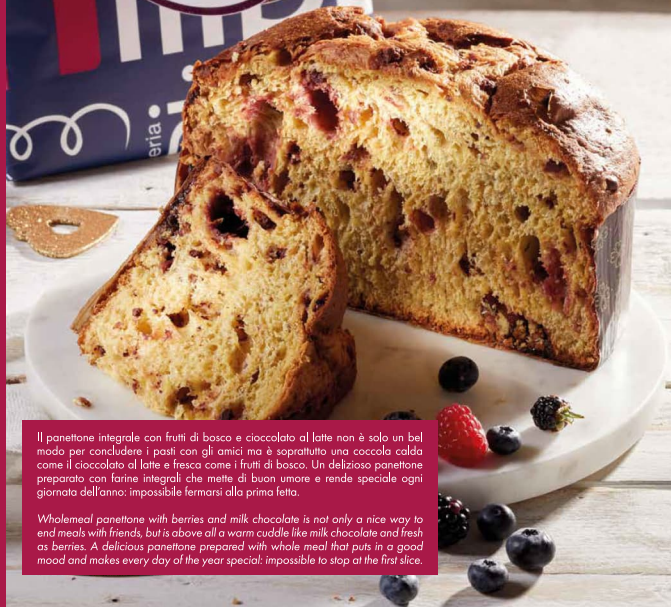 eria
Il panettone integrale con frutti di bosco e cioccolato al latte non è solo un bel
modo per concludere i pasti con gli amici ma è soprattutto una coccola calda
come il cioccolato al latte e fresca come i frutti di bosco. Un delizioso panettone
preparato con farine integrali che mette di buon umore e rende speciale ogni
giornata dell'anno: impossibile fermarsi alla prima fetta.
Wholemeal panettone with berries and milk chocolate is not only a nice way to
end meals with friends, but is above all a warm cuddle like milk chocolate and fresh
as berries. A delicious panettone prepared with whole meal that puts in a good
mood and makes every day of the year special: impossible to stop at the first slice.